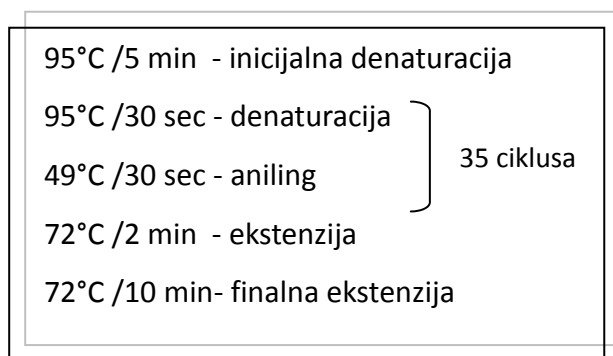 95°C /5 min - inicijalna denaturacija
95°C /30 sec - denaturacija
35 ciklusa
49°C /30 sec - aniling
72°C /2 min - ekstenzija
72°C /10 min- finalna ekstenzija